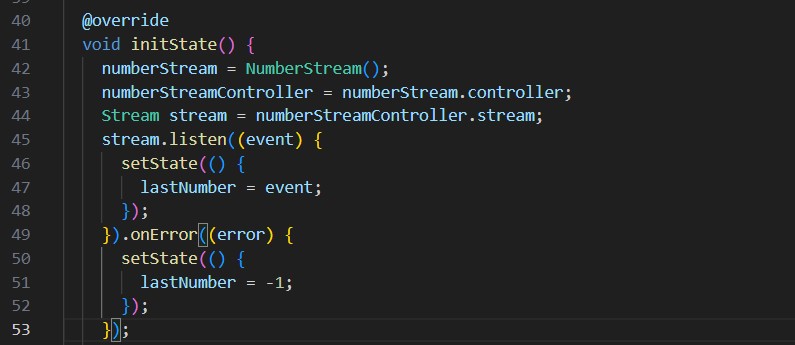 40 @override
41 void initState() {
42 numberStream = NumberStream();
43 numberStreamController = numberStream.controller;
44 Stream stream = numberStreamController.stream;
45 stream.listen((event) {
46 setState(() {
47 lastNumber = event;
48 });
49 }).onError((error) {
50 setState(() {
51 lastNumber = -1;
52 });
53 });